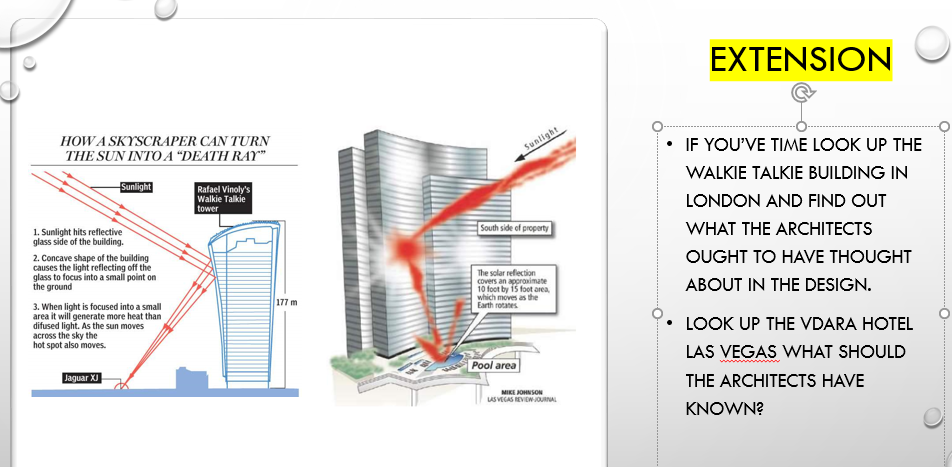 HOW A SKYSCRAPER CAN TURN
THE SUN INTO A “DEATH RAY”
Sunlight
Rafael Vinoly's
Walkie Talkie
tower
1. Sunlight hits reflective
glass side of the building.
2. Concave shape of the building
causes the light reflecting off the
glass to focus into a small point on
the ground
3. When light is focused into a small
area it will generate more heat than
difused light. As the sun moves
across the sky the
hot spot also moves.
177 m
Jaguar XJ
Sunlight
South side of property
The solar reflection
covers an approximate
10 foot by 15 foot area,
which moves as the
Earth rotates.
Pool area
MIKE JOHNSON
LAS VEGAS REVIEW-JOURNAL
EXTENSION
• IF YOU’VE TIME LOOK UP THE
WALKIE TALKIE BUILDING IN
LONDON AND FIND OUT
WHAT THE ARCHITECTS
OUGHT TO HAVE THOUGHT
ABOUT IN THE DESIGN.
• LOOK UP THE VDARA HOTEL
LAS VEGAS WHAT SHOULD
THE ARCHITECTS HAVE
KNOWN?